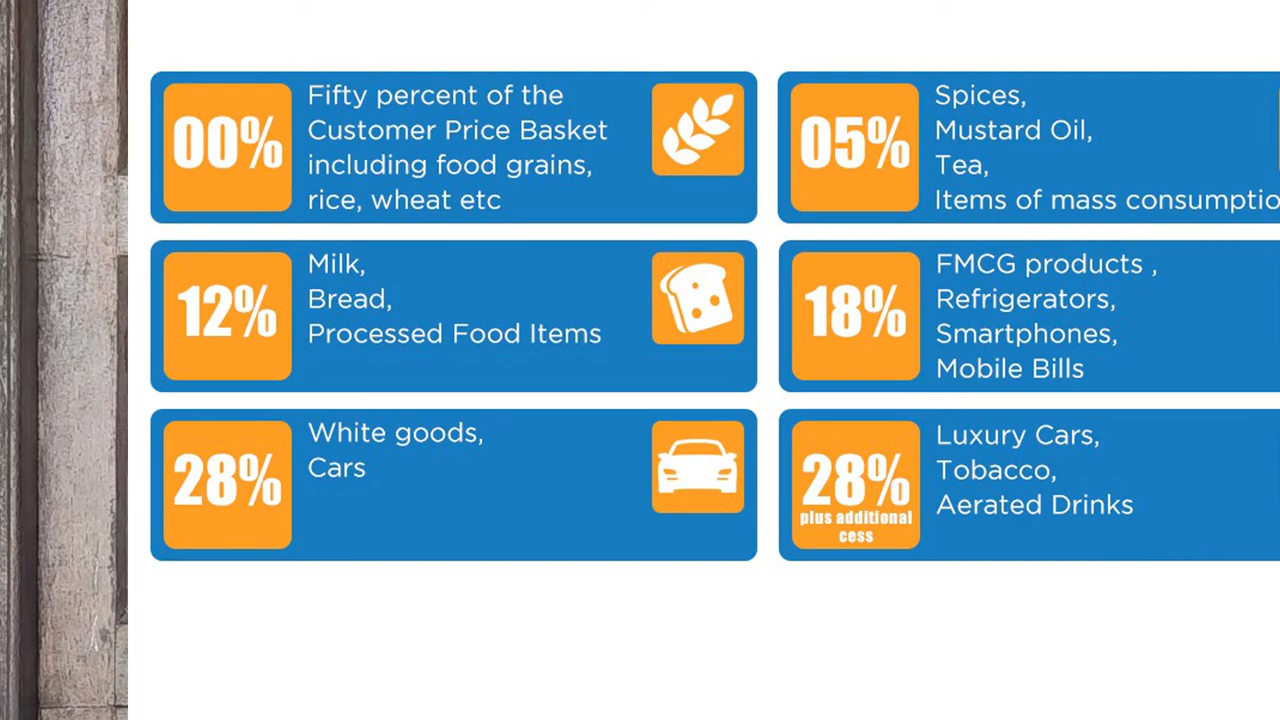 00%
Fifty percent of the
Customer Price Basket
including food grains,
rice, wheat etc
05%
Spices,
Mustard Oil,
Tea,
Items of mass consumptio
12%
Milk,
Bread,
Processed Food Items
18%
FMCG products ,
Refrigerators,
Smartphones,
Mobile Bills
28%
White goods,
Cars
28%
plus additional
cess
Luxury Cars,
Tobacco,
Aerated Drinks